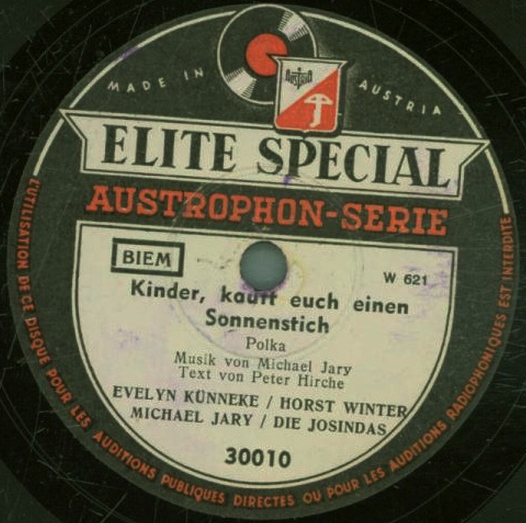 MADE IN AUSTRIA
Austria
ELITE SPECIAL
AUSTROPHON-SERIE
BIEM
W 621
Kinder, kauft euch einen
Sonnenstich
Polka
Musik von Michael Jary
Text von Peter Hirche
EVELYN KÜNNEKE / HORST WINTER
MICHAEL JARY / DIE JOSINDAS
30010
L'UTILISATION DE CE DISQUE POUR LES AUDITIONS PUBLIQUES DIRECTES OU POUR LES AUDITIONS RADIOPHONIQUES EST INTERDITE